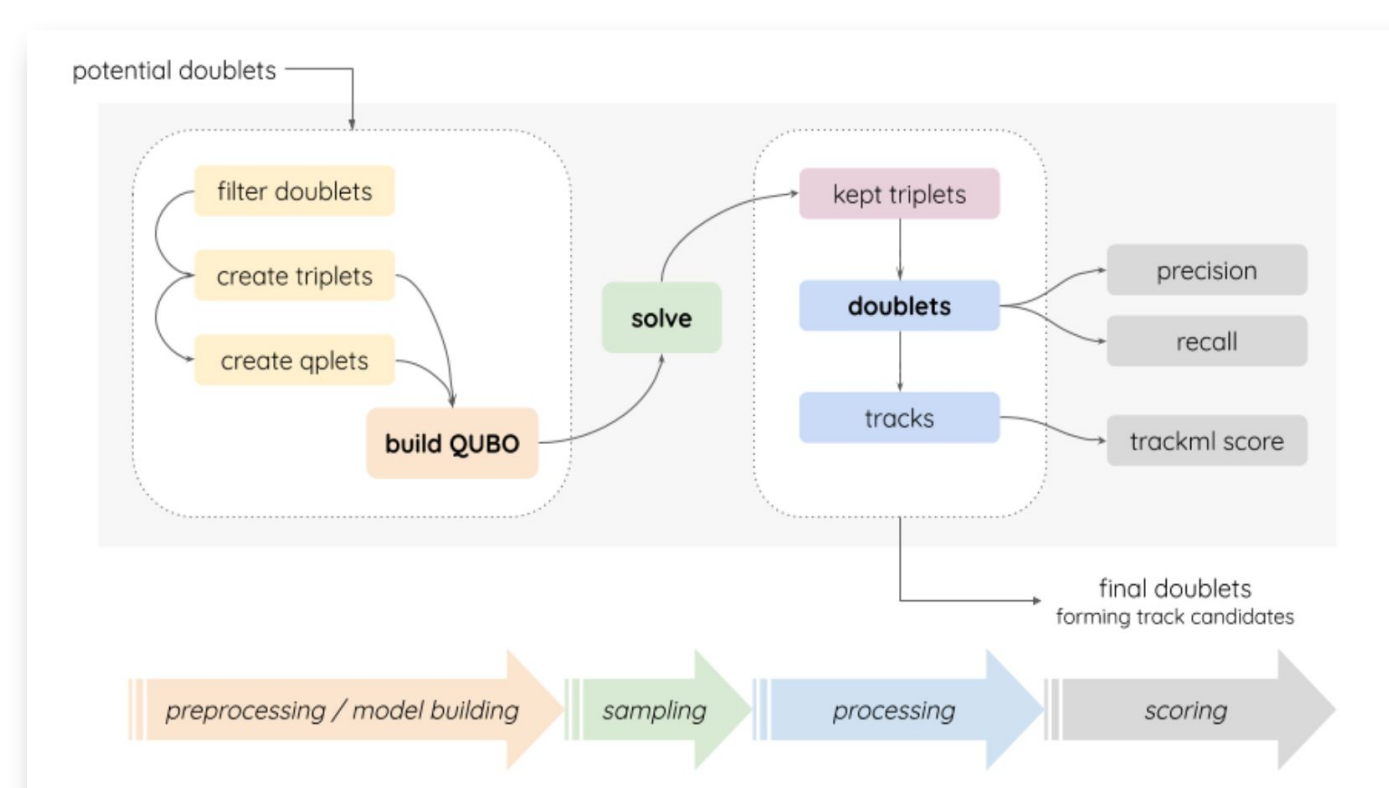 potential doublets
filter doublets
create triplets
create qplets
build QUBO
solve
kept triplets
doublets
tracks
precision
recall
trackml score
final doublets
forming track candidates
preprocessing / model building
sampling
processing
scoring